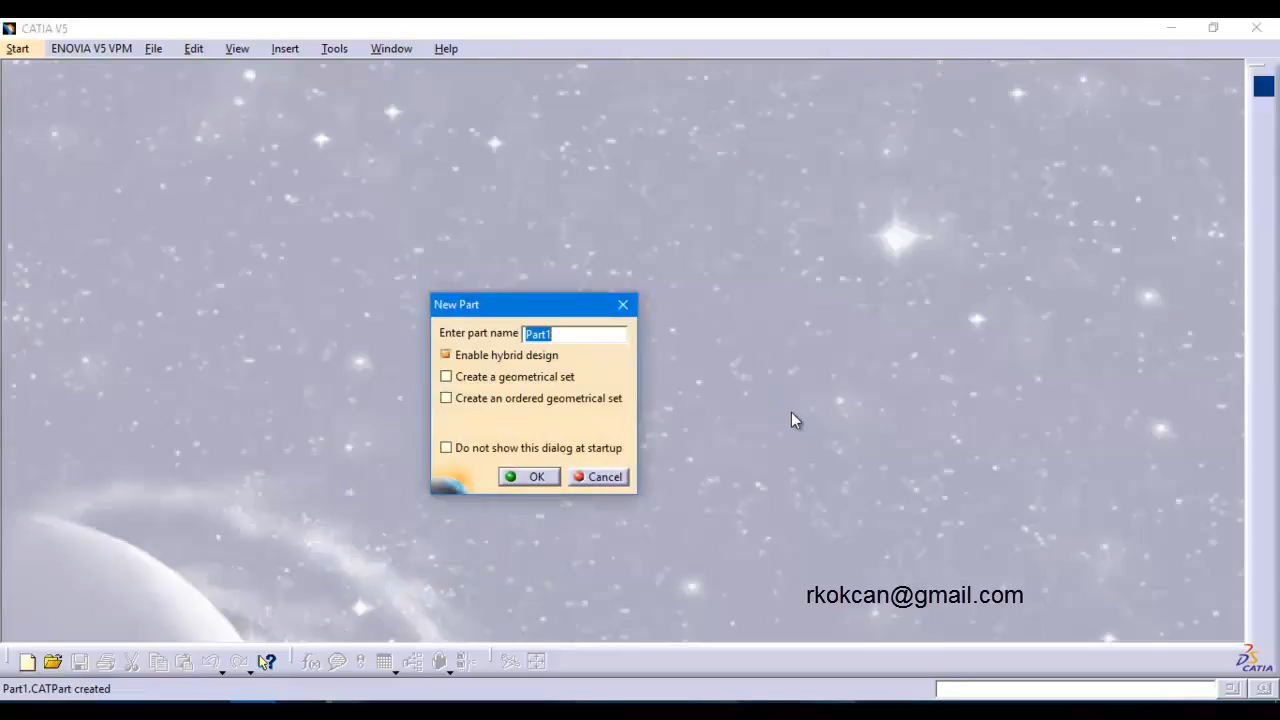 CATIA V5
Start ENOVIA V5 VPM File Edit View Insert Tools Window Help
New Part
Enter part name Part1
Enable hybrid design
Create a geometrical set
Create an ordered geometrical set
Do not show this dialog at startup
OK Cancel
rkokcan@gmail.com
CATIA
Part1.CATPart created